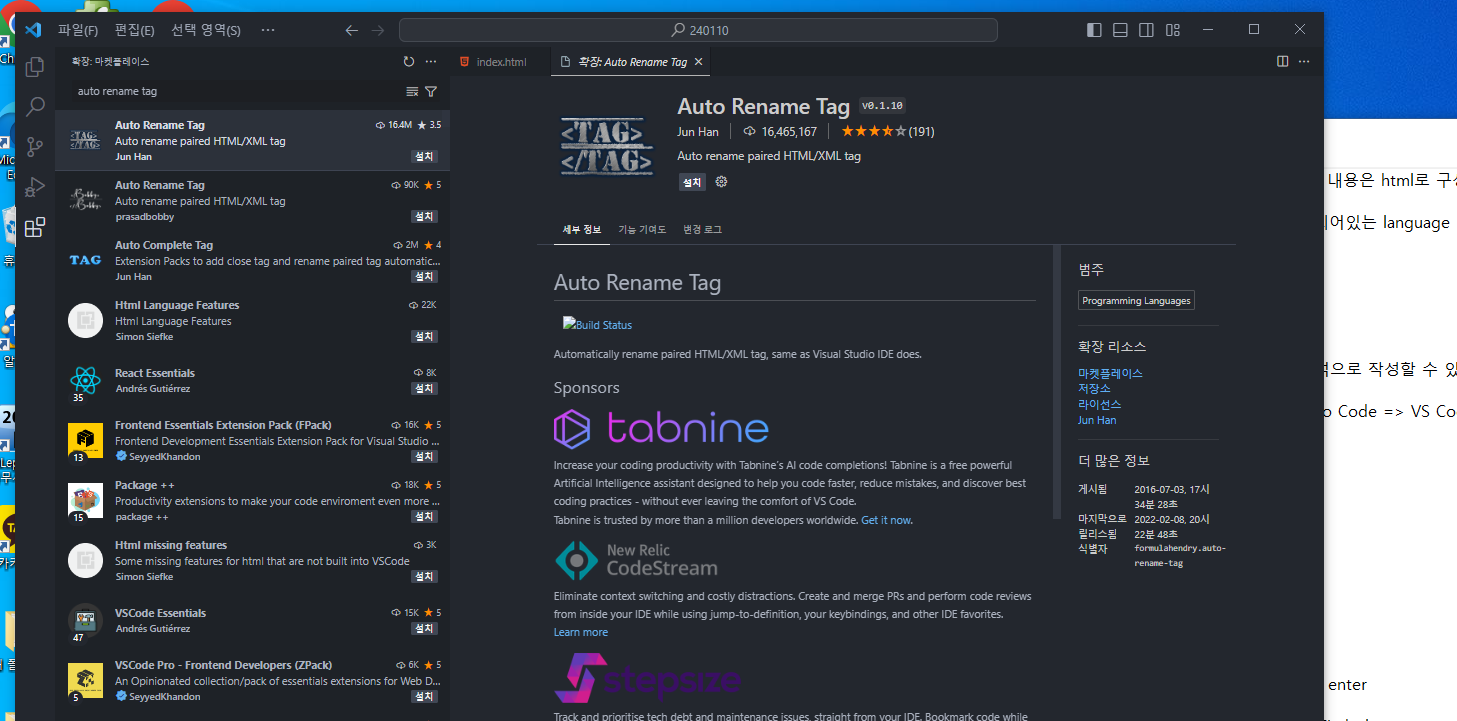 파일(F) 편집(E) 선택 영역(S) ··· 240110
확장: 마켓플레이스
auto rename tag
Auto Rename Tag 16.4M 3.5
Auto rename paired HTML/XML tag
Jun Han 설치
Auto Rename Tag 90K 5
Auto rename paired HTML/XML tag
prasadbobby 설치
TAG
Auto Complete Tag 2M 4
Extension Packs to add close tag and rename paired tag automatic...
Jun Han 설치
Html Language Features 22K
Html Language Features
Simon Siefke 설치
React Essentials 8K
Andrés Gutiérrez 설치
35
Frontend Essentials Extension Pack (FPack) 16K 5
Frontend Development Essentials Extension Pack for Visual Studio ...
SeyyedKhandon 설치
13
Package ++ 18K 5
Productivity extensions to make your code enviroment even more ...
package ++ 설치
15
Html missing features 3K
Some missing features for html that are not built into VSCode
Simon Siefke 설치
VSCode Essentials 15K 5
Andrés Gutiérrez 설치
47
VSCode Pro - Frontend Developers (ZPack) 6K 5
An Opinionated collection/pack of essentials extensions for Web D...
SeyyedKhandon 설치
5
index.html 확장: Auto Rename Tag
<TAG>
</TAG>
Auto Rename Tag v0.1.10
Jun Han 16,465,167 (191)
Auto rename paired HTML/XML tag
설치
세부 정보 기능 기여도 변경 로그
Auto Rename Tag
Build Status
Automatically rename paired HTML/XML tag, same as Visual Studio IDE does.
Sponsors
tabnine
Increase your coding productivity with Tabnine's AI code completions! Tabnine is a free powerful
Artificial Intelligence assistant designed to help you code faster, reduce mistakes, and discover best
coding practices - without ever leaving the comfort of VS Code.
Tabnine is trusted by more than a million developers worldwide. Get it now.
New Relic
CodeStream
Eliminate context switching and costly distractions. Create and merge PRs and perform code reviews
from inside your IDE while using jump-to-definition, your keybindings, and other IDE favorites.
Learn more
stepsize
Track and prioritise tech debt and maintenance issues, straight from your IDE. Bookmark code while
범주
Programming Languages
확장 리소스
마켓플레이스
저장소
라이선스
Jun Han
더 많은 정보
게시됨 2016-07-03, 17시
34분 28초
마지막으로 2022-02-08, 20시
릴리스됨 22분 48초
식별자 formulahendry.auto-
rename-tag
내용은 html로
되어있는 language
작성할 수
Code => VS
enter